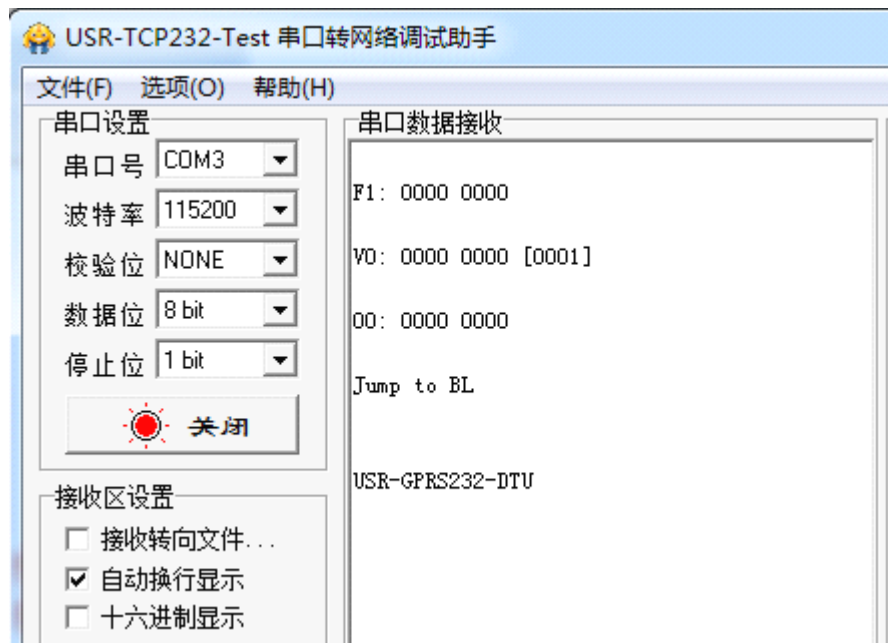 USR-TCP232-Test 串口转网络调试助手
文件(F) 选项(O) 帮助(H)
串口设置
串口号 COM3
波特率 115200
校验位 NONE
数据位 8 bit
停止位 1 bit
关闭
接收区设置
接收转向文件...
自动换行显示
十六进制显示
串口数据接收
F1: 0000 0000
V0: 0000 0000 [0001]
00: 0000 0000
Jump to BL
USR-GPRS232-DTU